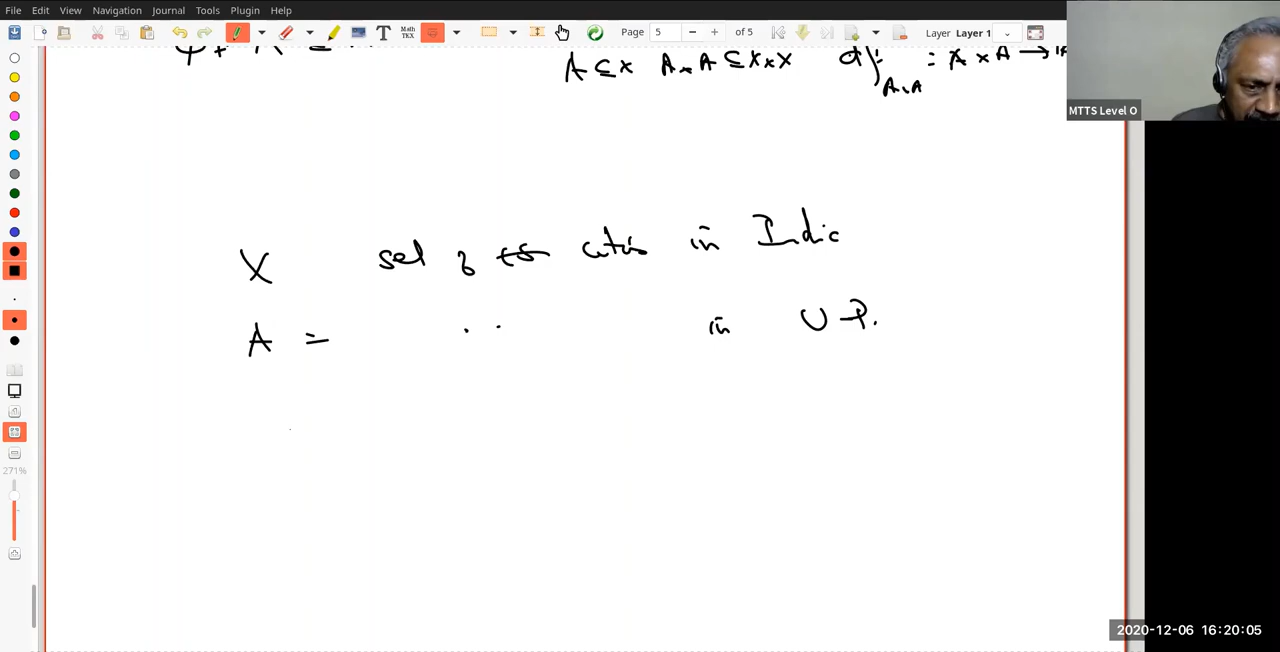 File Edit View Navigation Journal Tools Plugin Help
Page 5 of 5 Layer Layer 1
MTTS Level O
A ⊆ X A × A ⊆ X × X d|_{A×A} : A × A →
X set of cities in India
A = " in U.P.
271%
2020-12-06 16:20:05